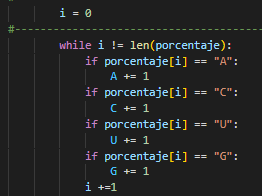 i = 0
#----------------------------------------
while i != len(porcentaje):
if porcentaje[i] == "A":
A += 1
if porcentaje[i] == "C":
C += 1
if porcentaje[i] == "U":
U += 1
if porcentaje[i] == "G":
G += 1
i +=1